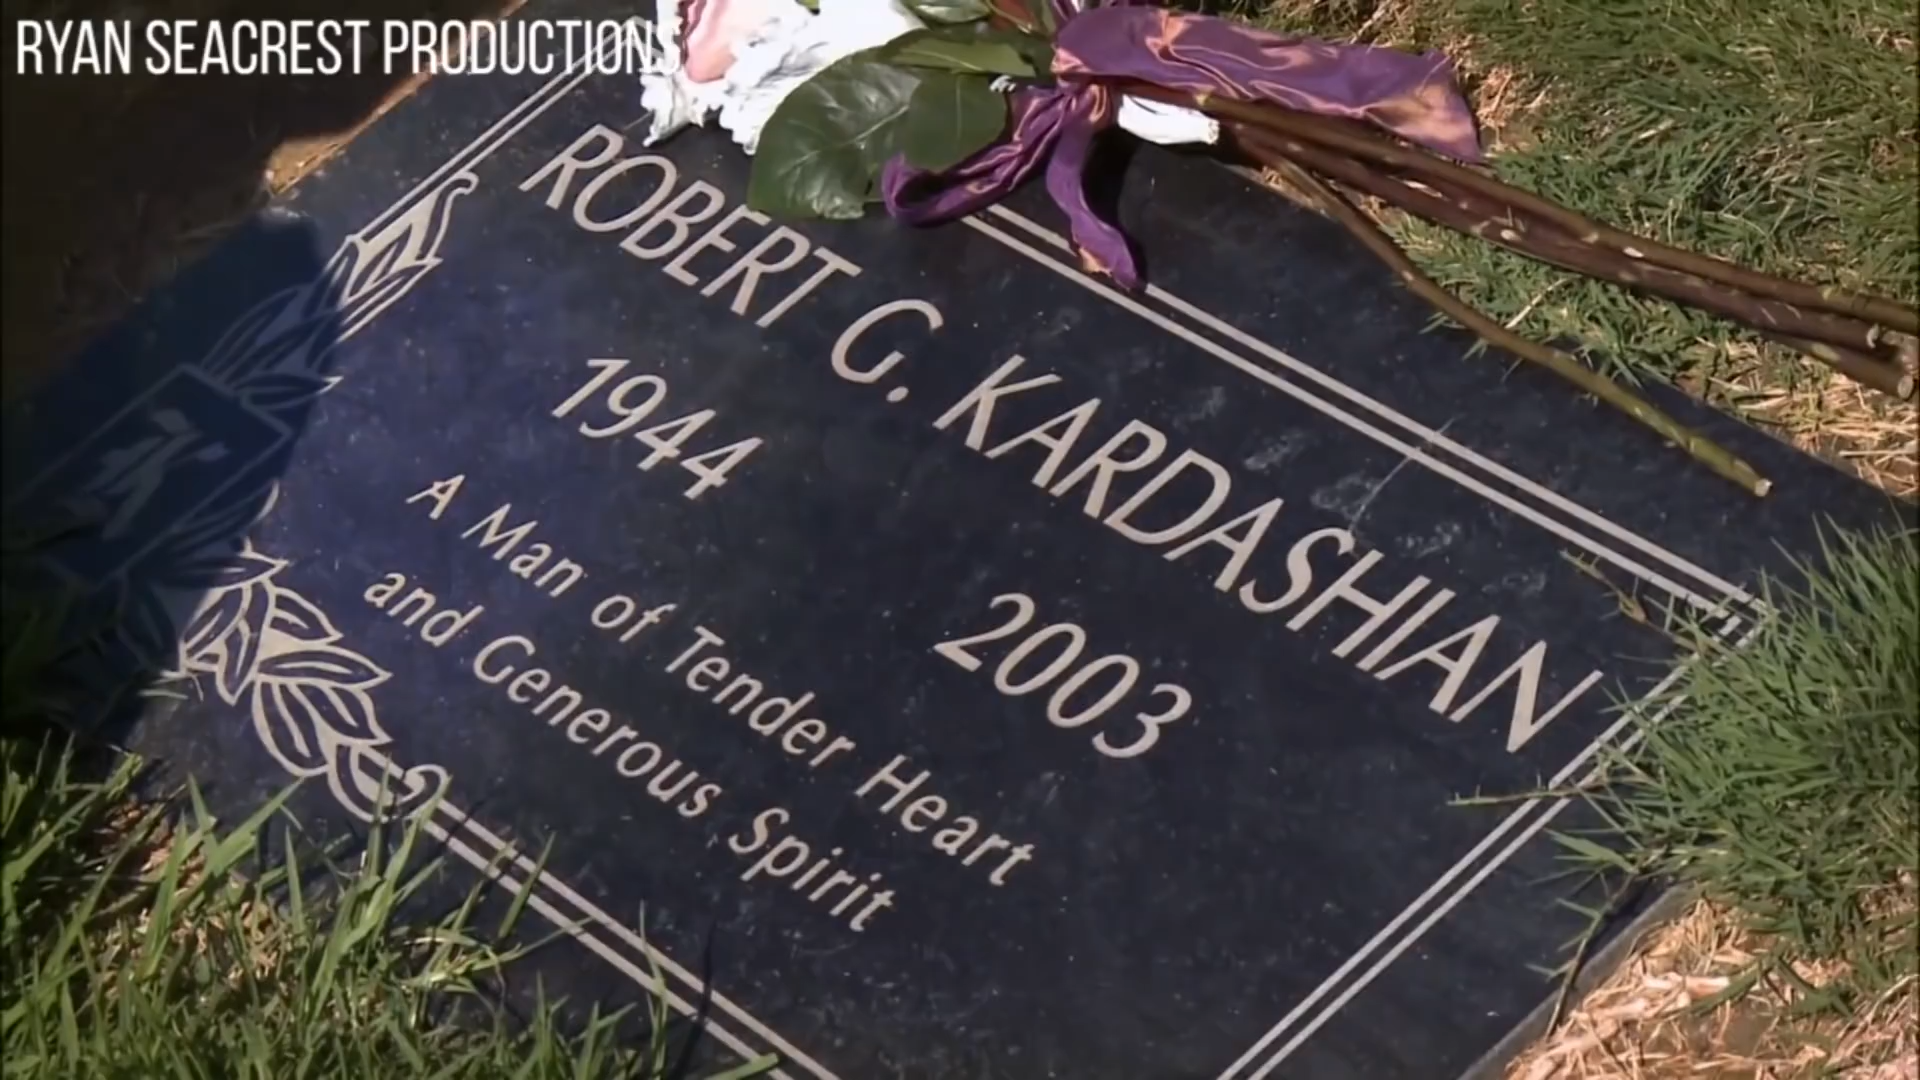 RYAN SEACREST PRODUCTIONS
ROBERT G. KARDASHIAN
1944 2003
A Man of Tender Heart
and Generous Spirit